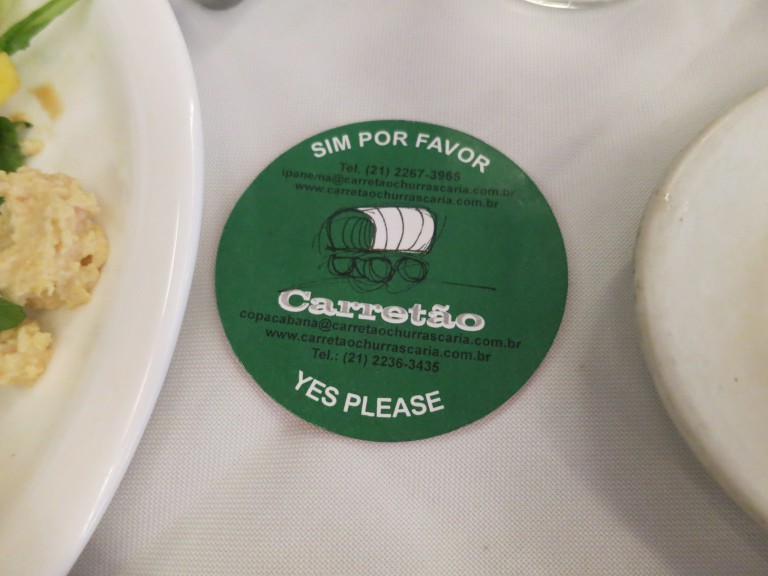 SIM POR FAVOR
Tel. (21) 2267-3965
ipanema@carretaochurrascaria.com.br
www.carretaochurrascaria.com.br
Carretão
copacabana@carretaochurrascaria.com.br
www.carretaochurrascaria.com.br
Tel.: (21) 2236-3435
YES PLEASE